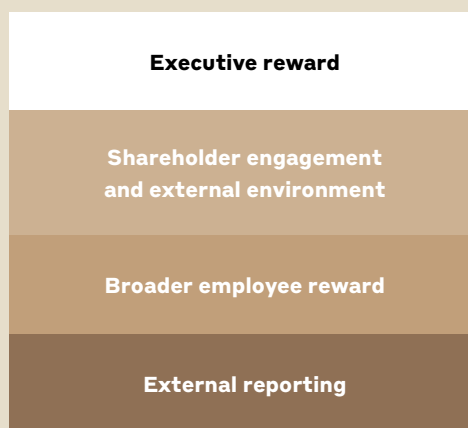 Executive reward
Shareholder engagement
and external environment
Broader employee reward
External reporting